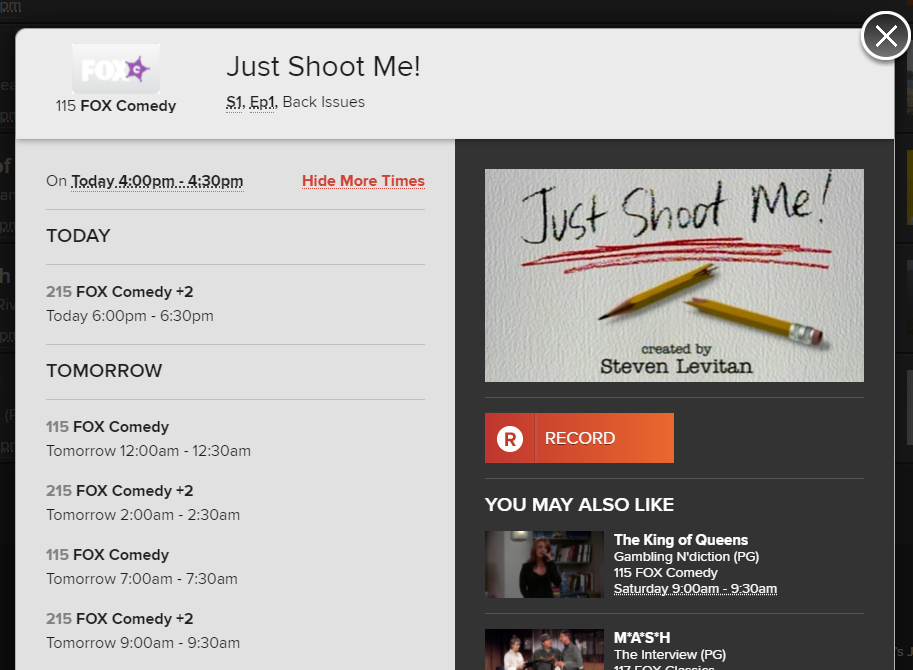 FOX
115 FOX Comedy
Just Shoot Me!
S1, Ep1, Back Issues
On Today 4:00pm - 4:30pm
Hide More Times
TODAY
215 FOX Comedy +2
Today 6:00pm - 6:30pm
TOMORROW
115 FOX Comedy
Tomorrow 12:00am - 12:30am
215 FOX Comedy +2
Tomorrow 2:00am - 2:30am
115 FOX Comedy
Tomorrow 7:00am - 7:30am
215 FOX Comedy +2
Tomorrow 9:00am - 9:30am
Just Shoot Me!
created by
Steven Levitan
R RECORD
YOU MAY ALSO LIKE
The King of Queens
Gambling N'diction (PG)
115 FOX Comedy
Saturday 9:00am - 9:30am
M*A*S*H
The Interview (PG)
117 FOX Classics